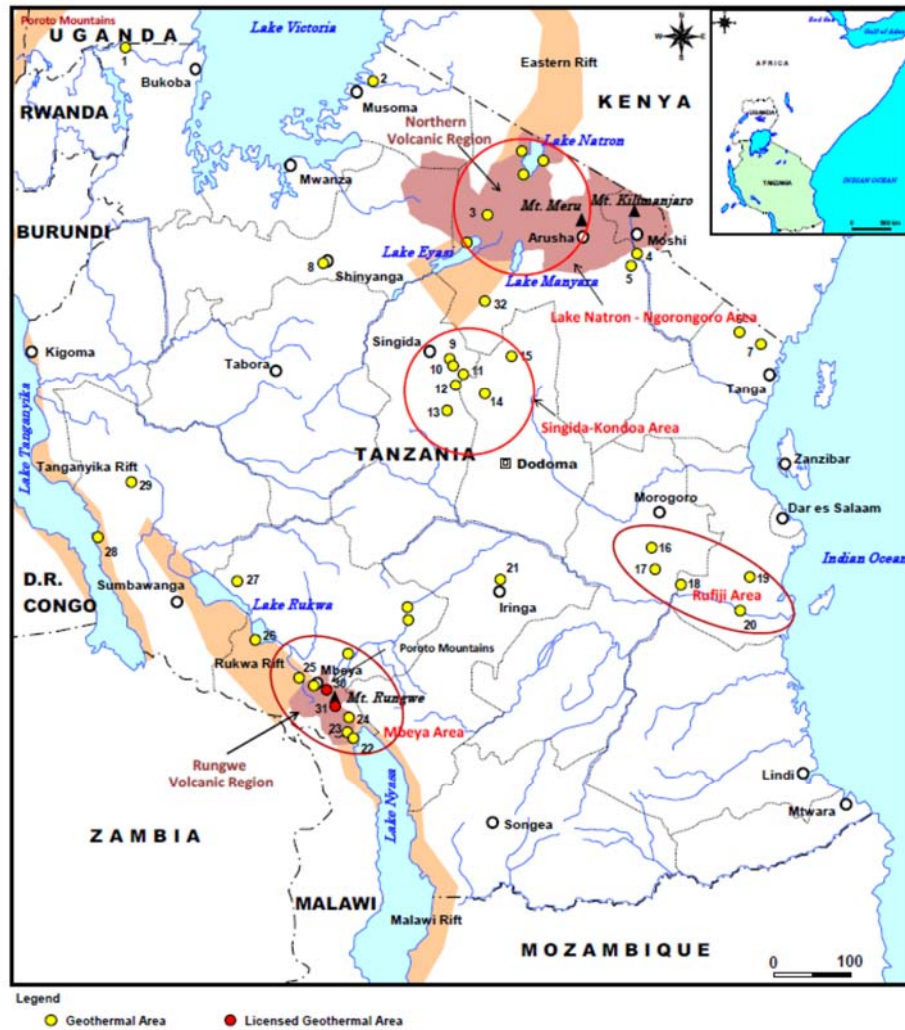 Poroto Mountains
UGANDA
1
Bukoba
Lake Victoria
2
Musoma
Eastern Rift
KENYA
AFRICA
UGANDA
TANZANIA
INDIAN OCEAN
RWANDA
Northern
Volcanic Region
Lake Natron
Mwanza
3
Mt. Meru
Mt. Kilimanjaro
BURUNDI
Arusha
Moshi
Lake Eyasi
4
8
Shinyanga
Lake Manyara
5
32
Lake Natron - Ngorongoro Area
7
Kigoma
Singida
9
15
Tabora
10
11
Tanga
12
14
13
Singida-Kondoa Area
Lake Tanganyika
TANZANIA
Dodoma
Zanzibar
Tanganyika Rift
29
Morogoro
Dar es Salaam
28
16
Indian Ocean
D.R.
CONGO
Sumbawanga
27
21
17
18
19
Lake Rukwa
Iringa
Rufiji Area
20
26
Rukwa Rift
25
Mbeya
Poroto Mountains
30
Mt. Rungwe
31
24
23
Mbeya Area
22
Rungwe
Volcanic Region
Lake Nyasa
Lindi
Mtwara
ZAMBIA
Songea
MALAWI
Malawi Rift
MOZAMBIQUE
0 100
Legend
Geothermal Area
Licensed Geothermal Area